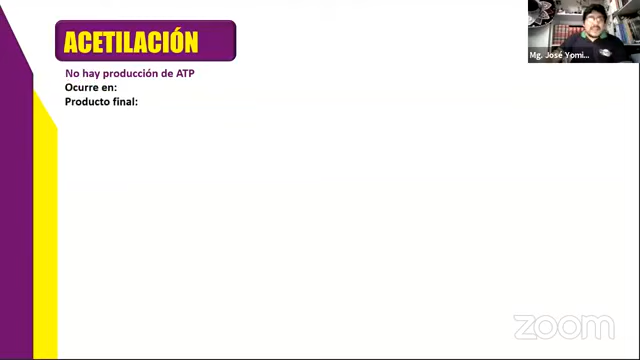 ACETILACIÓN
No hay producción de ATP
Ocurre en:
Producto final:
Mg. José Yomi...
zoom